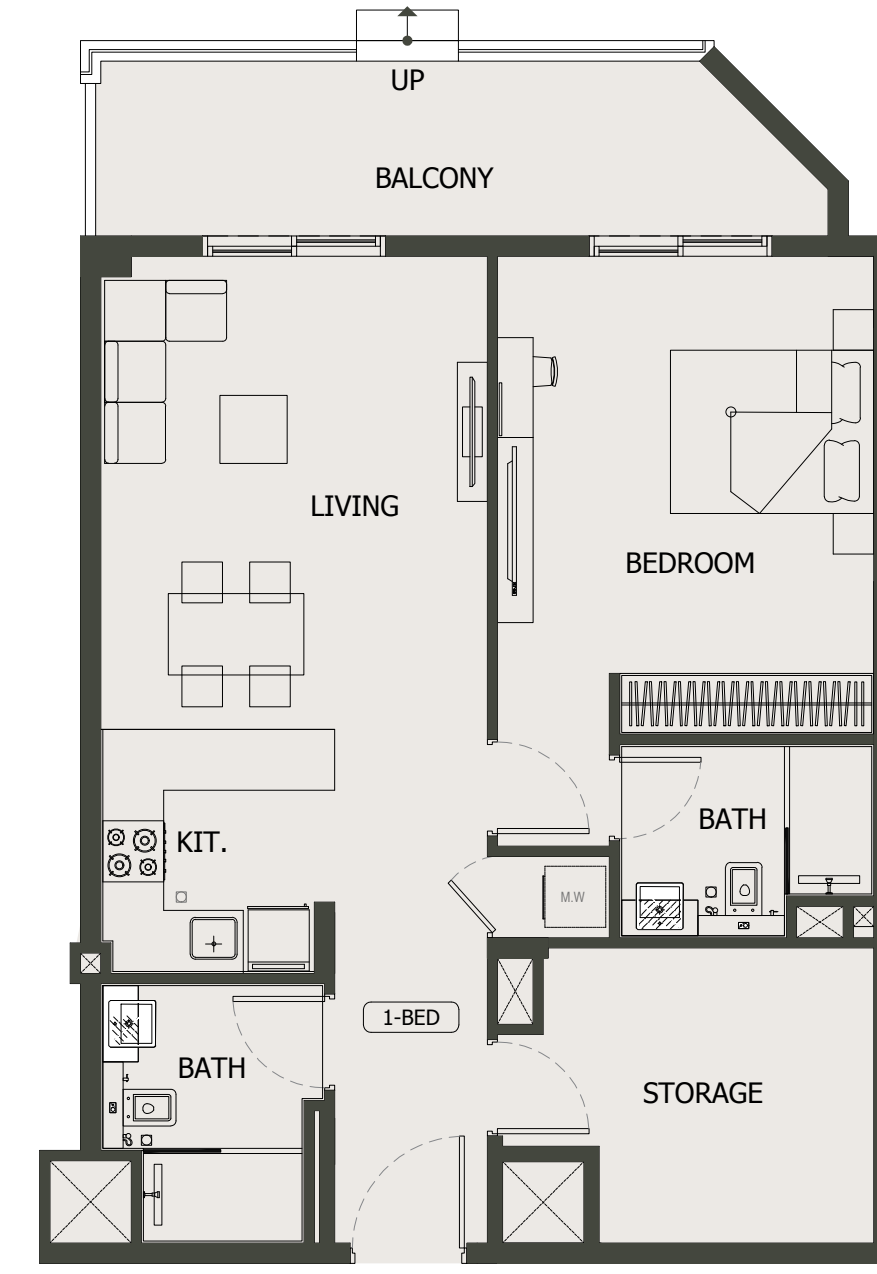 UP
BALCONY
LIVING
BEDROOM
KIT.
BATH
M.W
1-BED
BATH
STORAGE